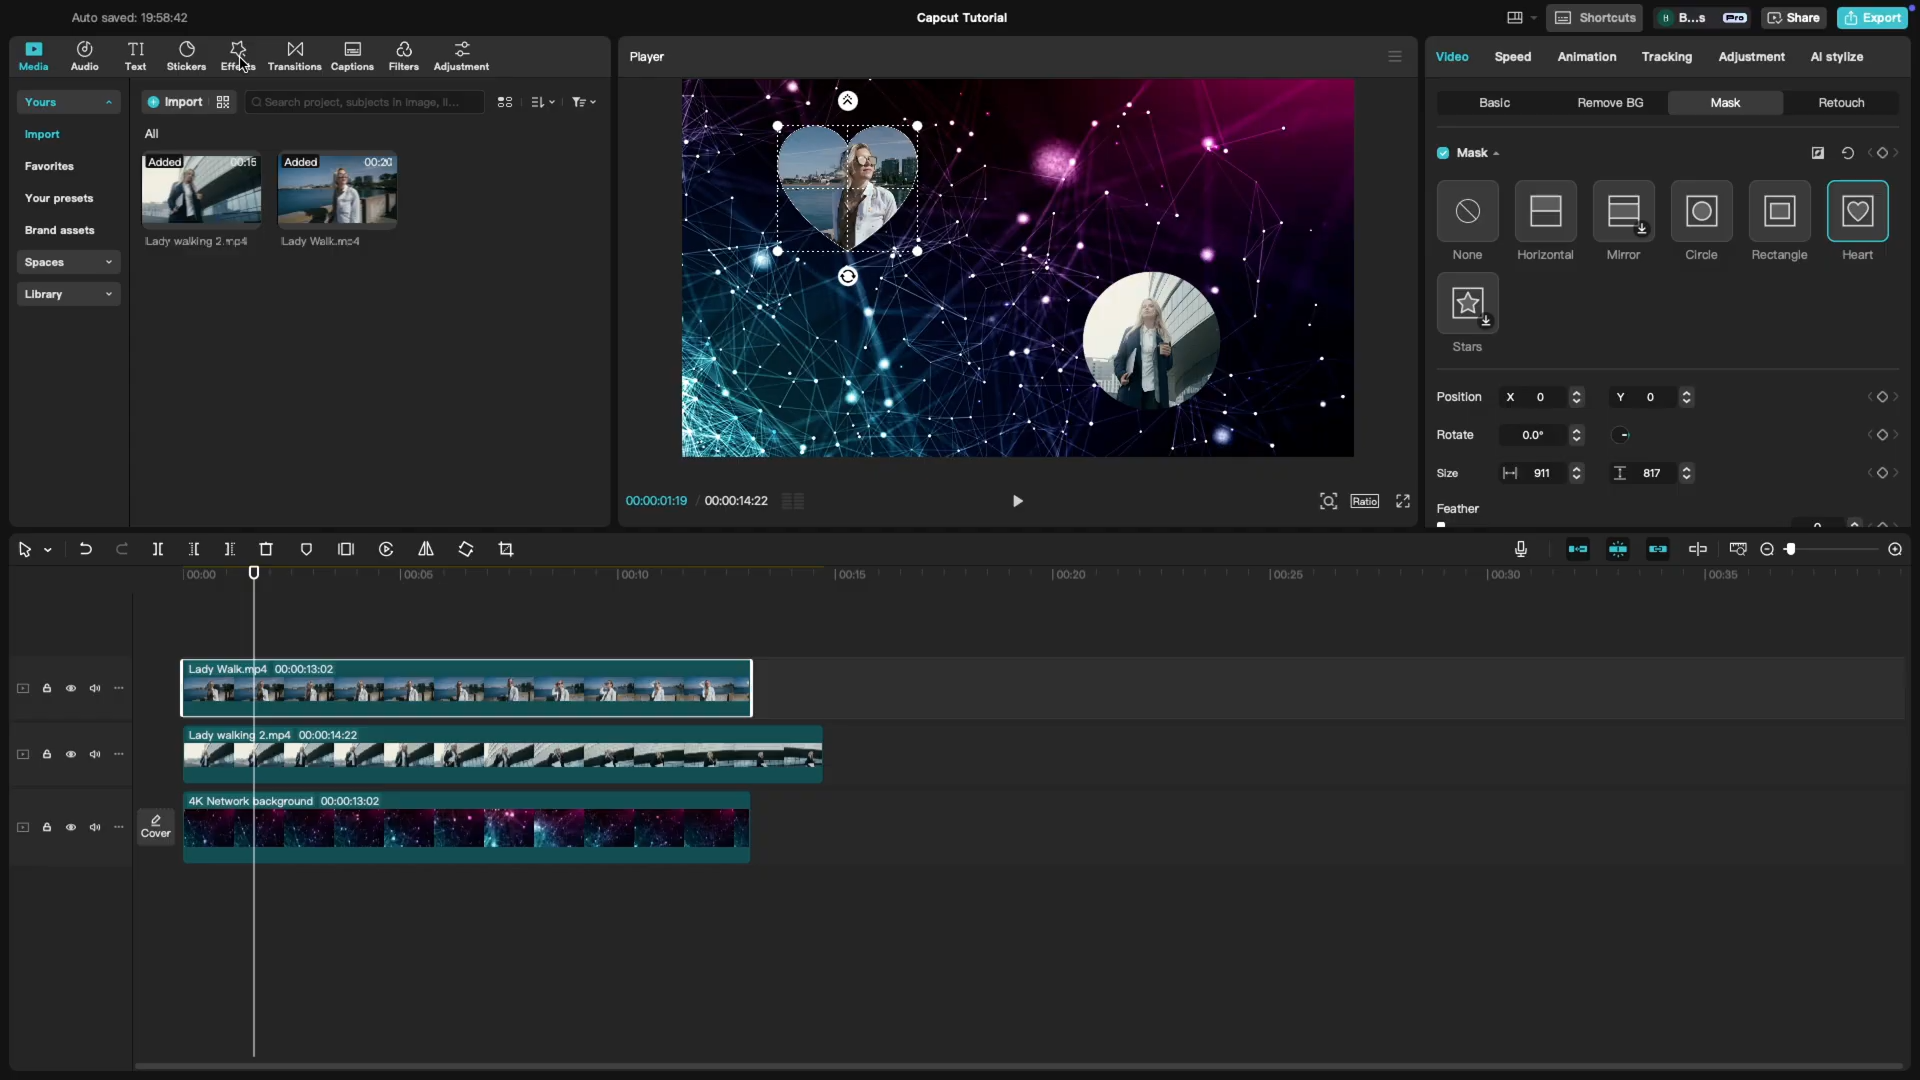 Auto saved: 19:58:42
Capcut Tutorial
Shortcuts
B...s
Pro
Share
Export
Media
Audio
TI
Text
Stickers
Effects
Transitions
Captions
Filters
Adjustment
Player
Video
Speed
Animation
Tracking
Adjustment
AI stylize
Yours
Import
Search project, subjects in image, li...
Basic
Remove BG
Mask
Retouch
Import
All
Mask
Favorites
Added
00:15
Added
00:20
Your presets
Brand assets
Lady walking 2.mp4
Lady Walk.mp4
None
Horizontal
Mirror
Circle
Rectangle
Heart
Spaces
Library
Stars
Position
X
0
Y
0
Rotate
0.0°
Size
911
817
00:00:01:19 / 00:00:14:22
Ratio
Feather
00:00
00:05
00:10
00:15
00:20
00:25
00:30
00:35
Lady Walk.mp4 00:00:13:02
Lady walking 2.mp4 00:00:14:22
4K Network background 00:00:13:02
Cover